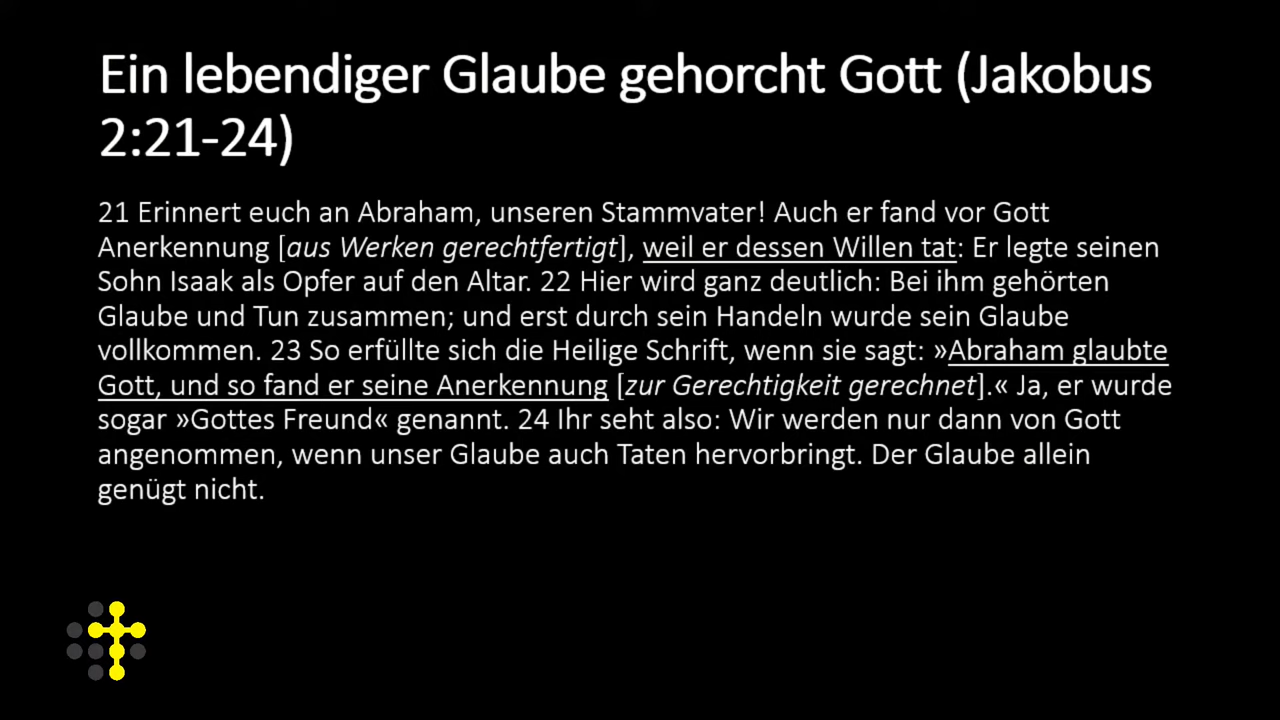 Ein lebendiger Glaube gehorcht Gott (Jakobus
2:21-24)
21 Erinnert euch an Abraham, unseren Stammvater! Auch er fand vor Gott
Anerkennung [aus Werken gerechtfertigt], weil er dessen Willen tat: Er legte seinen
Sohn Isaak als Opfer auf den Altar. 22 Hier wird ganz deutlich: Bei ihm gehörten
Glaube und Tun zusammen; und erst durch sein Handeln wurde sein Glaube
vollkommen. 23 So erfüllte sich die Heilige Schrift, wenn sie sagt: »Abraham glaubte
Gott, und so fand er seine Anerkennung [zur Gerechtigkeit gerechnet].« Ja, er wurde
sogar »Gottes Freund« genannt. 24 Ihr seht also: Wir werden nur dann von Gott
angenommen, wenn unser Glaube auch Taten hervorbringt. Der Glaube allein
genügt nicht.